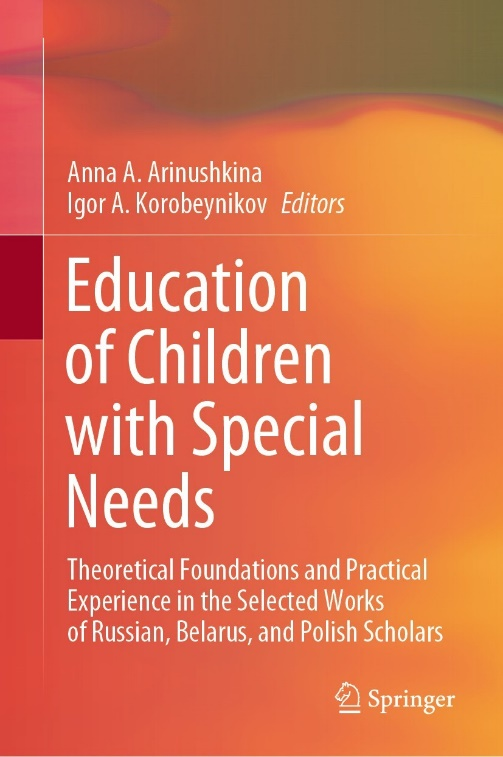 Anna A. Arinushkina
Igor A. Korobeynikov Editors
Education
of Children
with Special
Needs
Theoretical Foundations and Practical
Experience in the Selected Works
of Russian, Belarus, and Polish Scholars
Springer